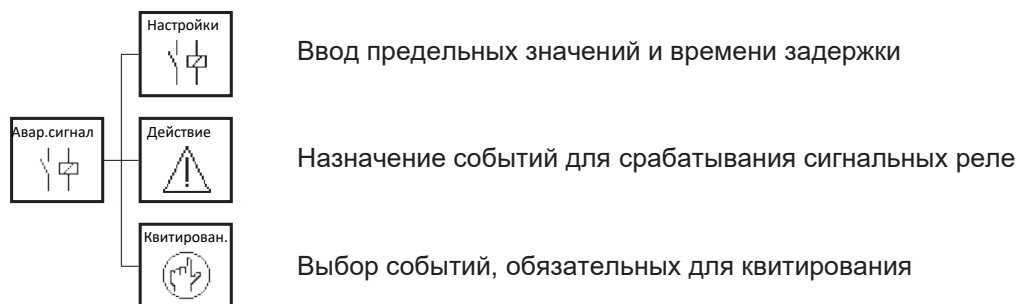 Настройки
Ввод предельных значений и времени задержки
Авар.сигнал
Действие
Назначение событий для срабатывания сигнальных реле
Квитирован.
Выбор событий, обязательных для квитирования